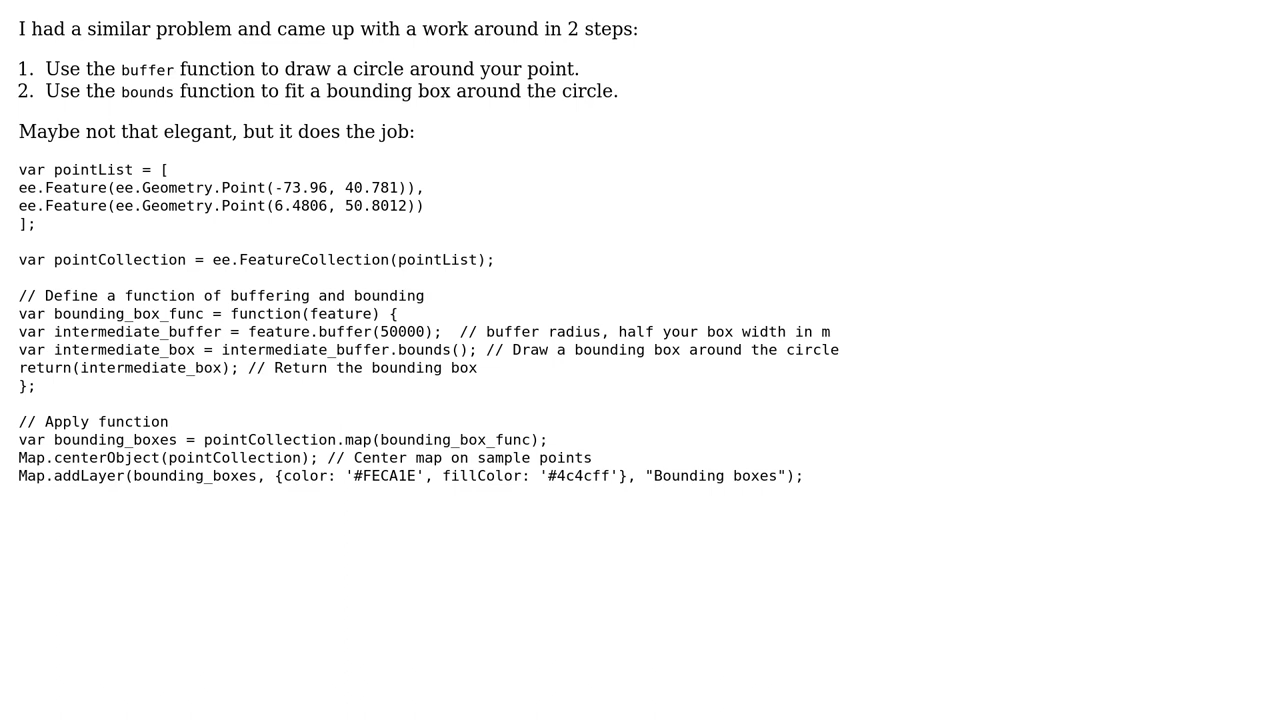 I had a similar problem and came up with a work around in 2 steps:
1. Use the buffer function to draw a circle around your point.
2. Use the bounds function to fit a bounding box around the circle.
Maybe not that elegant, but it does the job:
var pointList = [
ee.Feature(ee.Geometry.Point(-73.96, 40.781)),
ee.Feature(ee.Geometry.Point(6.4806, 50.8012))
];
var pointCollection = ee.FeatureCollection(pointList);
// Define a function of buffering and bounding
var bounding_box_func = function(feature) {
var intermediate_buffer = feature.buffer(50000);  // buffer radius, half your box width in m
var intermediate_box = intermediate_buffer.bounds(); // Draw a bounding box around the circle
return(intermediate_box); // Return the bounding box
};
// Apply function
var bounding_boxes = pointCollection.map(bounding_box_func);
Map.centerObject(pointCollection); // Center map on sample points
Map.addLayer(bounding_boxes, {color: '#FECA1E', fillColor: '#4c4cff'}, "Bounding boxes");